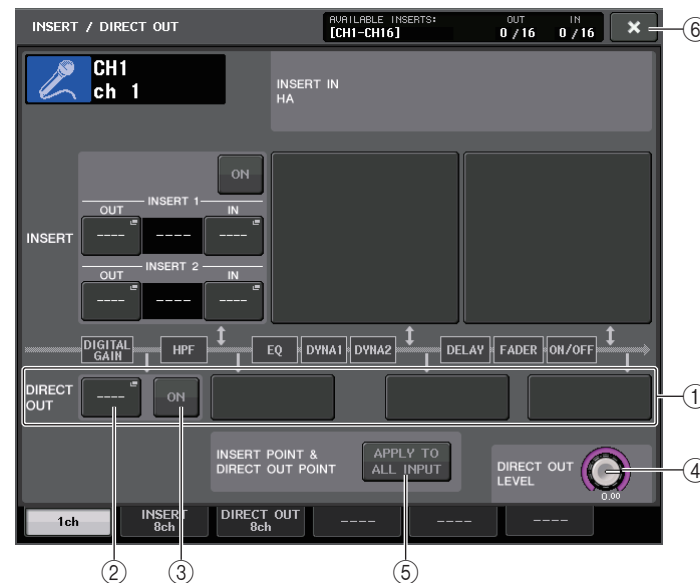 INSERT / DIRECT OUT
AVAILABLE INSERTS: OUT IN
[CH1-CH16] 0 /16 0 /16
⑥
CH1
ch 1
INSERT IN
HA
ON
INSERT 1
OUT IN
INSERT
---- ---- ----
INSERT 2
OUT IN
---- ---- ----
DIGITAL GAIN HPF EQ DYNA1 DYNA2 DELAY FADER ON/OFF
DIRECT OUT
---- ON
①
INSERT POINT &
DIRECT OUT POINT
APPLY TO
ALL INPUT
DIRECT OUT
LEVEL
0.00
④
1ch
INSERT
8ch
DIRECT OUT
8ch
---- ---- ----
② ③ ⑤